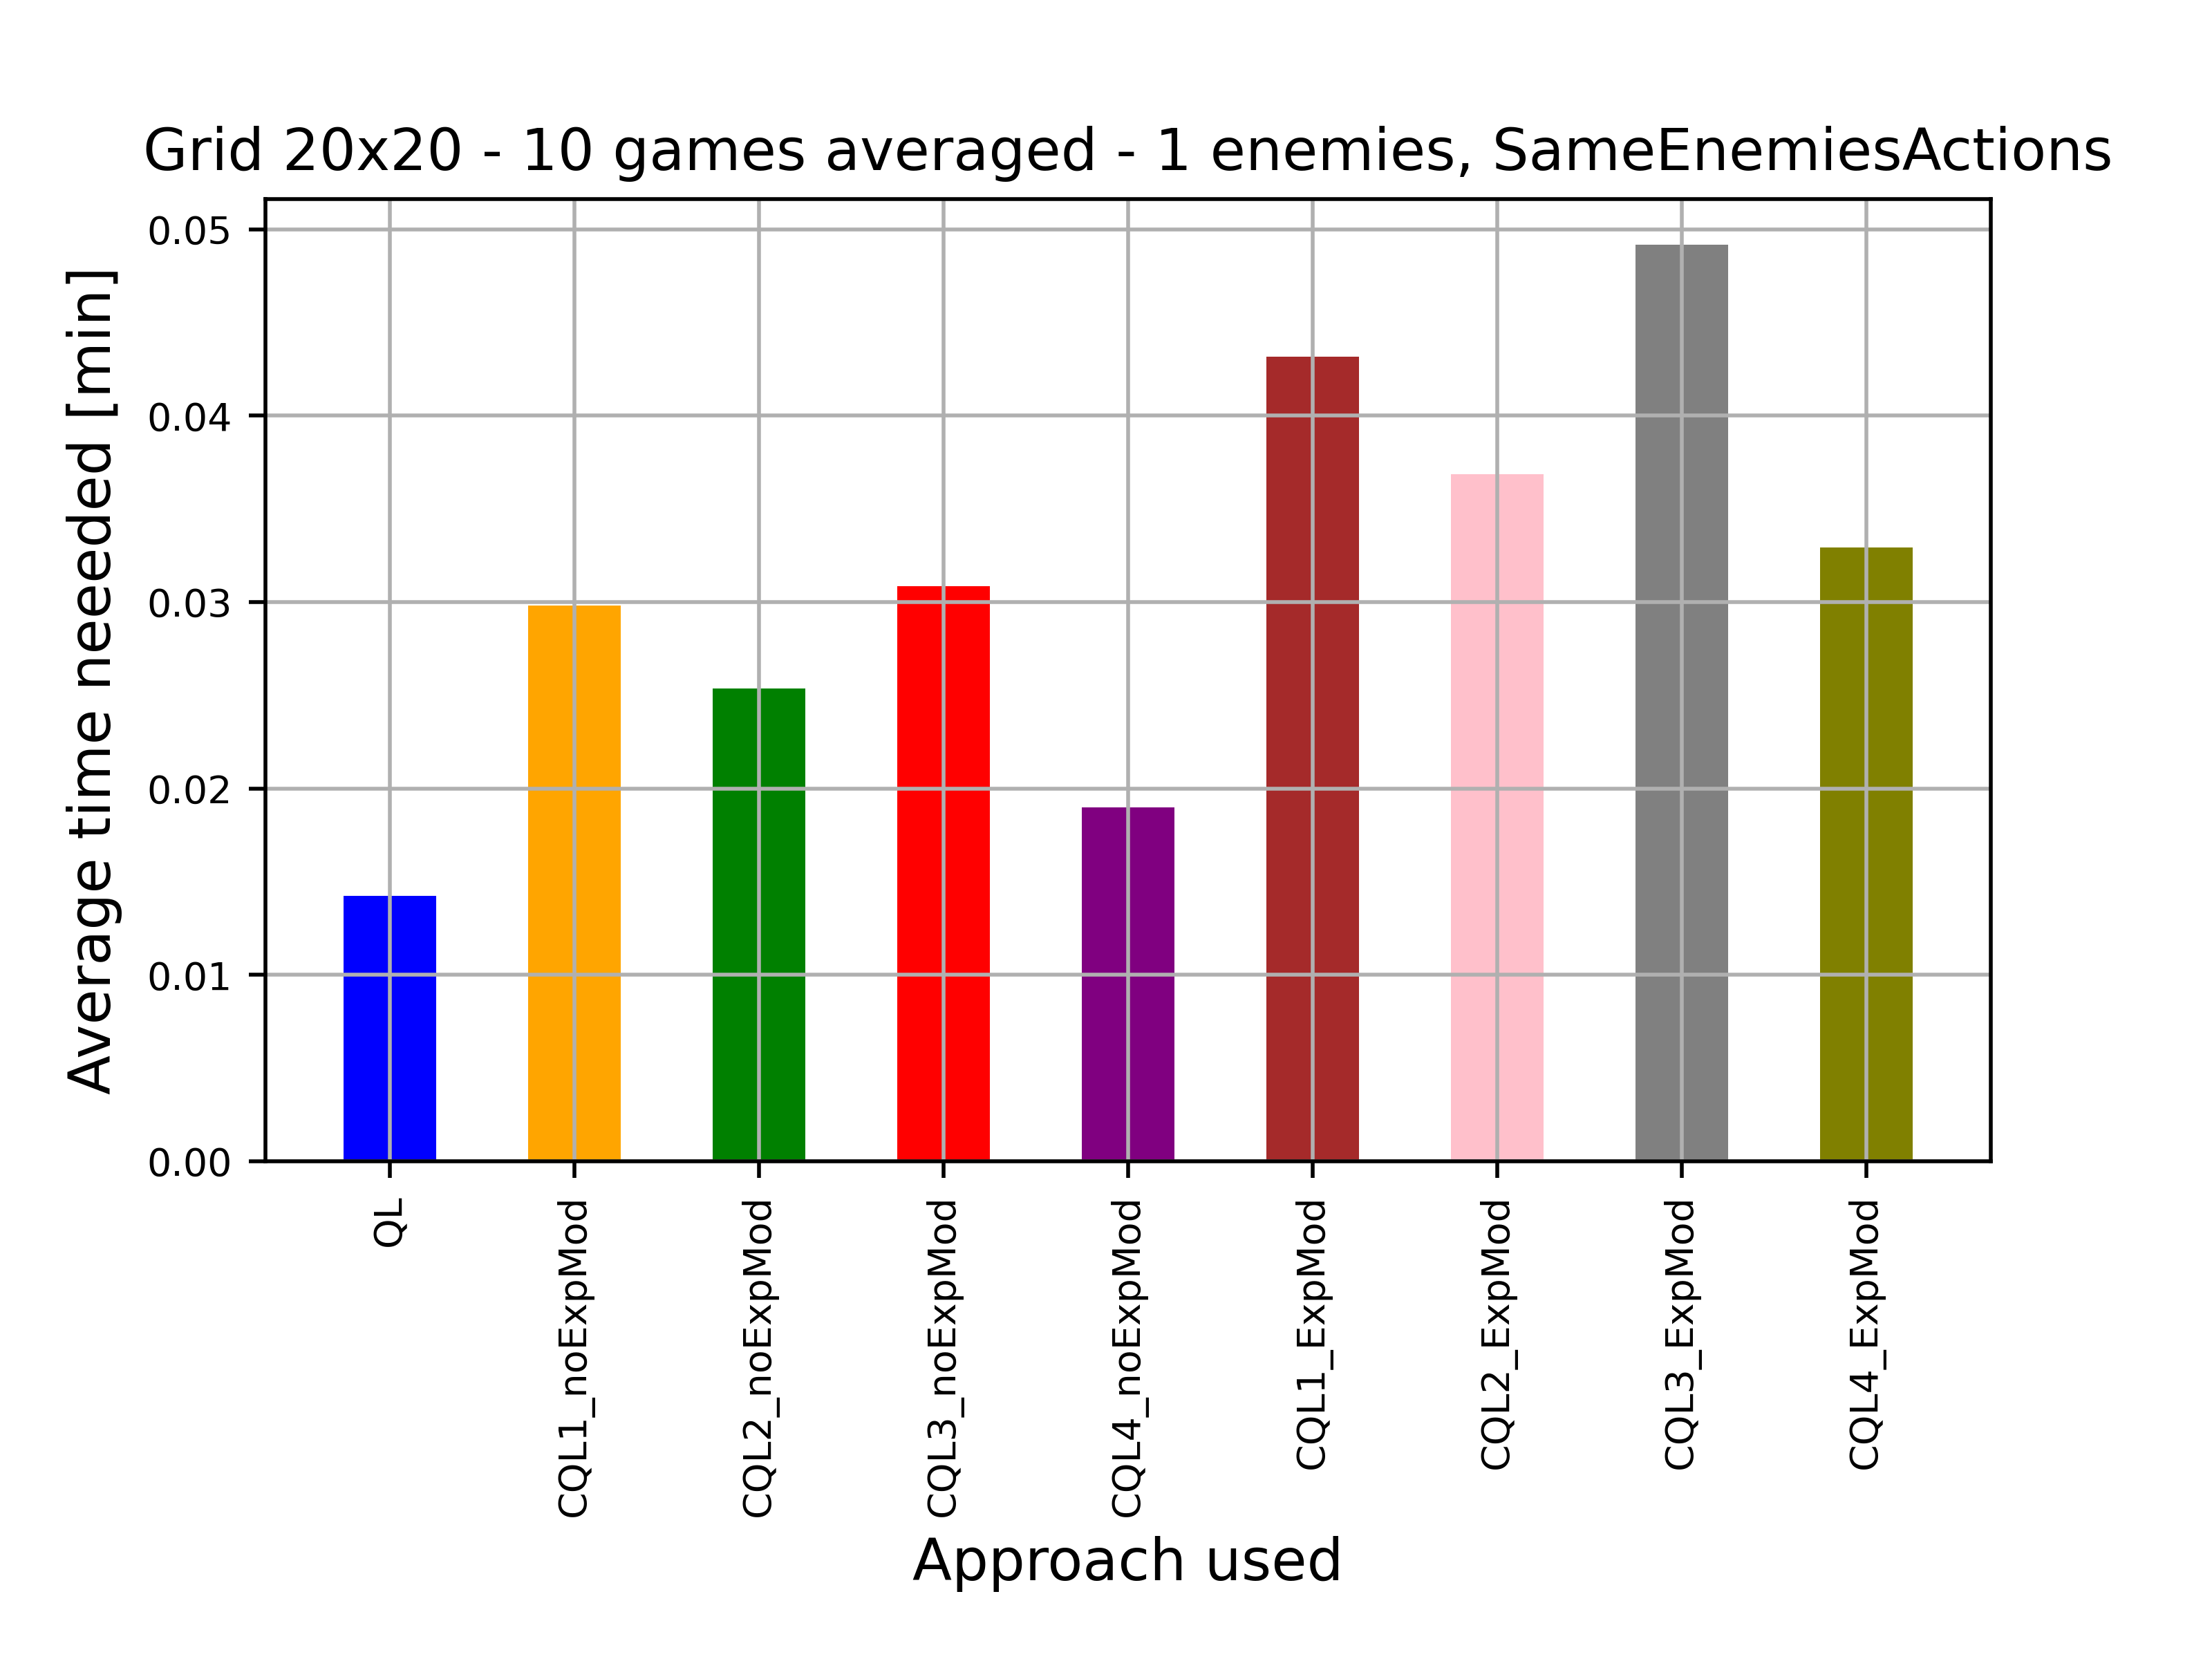 Grid 20x20 - 10 games averaged - 1 enemies, SameEnemiesActions
Average time needed [min]
0.05
0.04
0.03
0.02
0.01
0.00
QL
CQL1_noExpMod
CQL2_noExpMod
CQL3_noExpMod
CQL4_noExpMod
CQL1_ExpMod
CQL2_ExpMod
CQL3_ExpMod
CQL4_ExpMod
Approach used